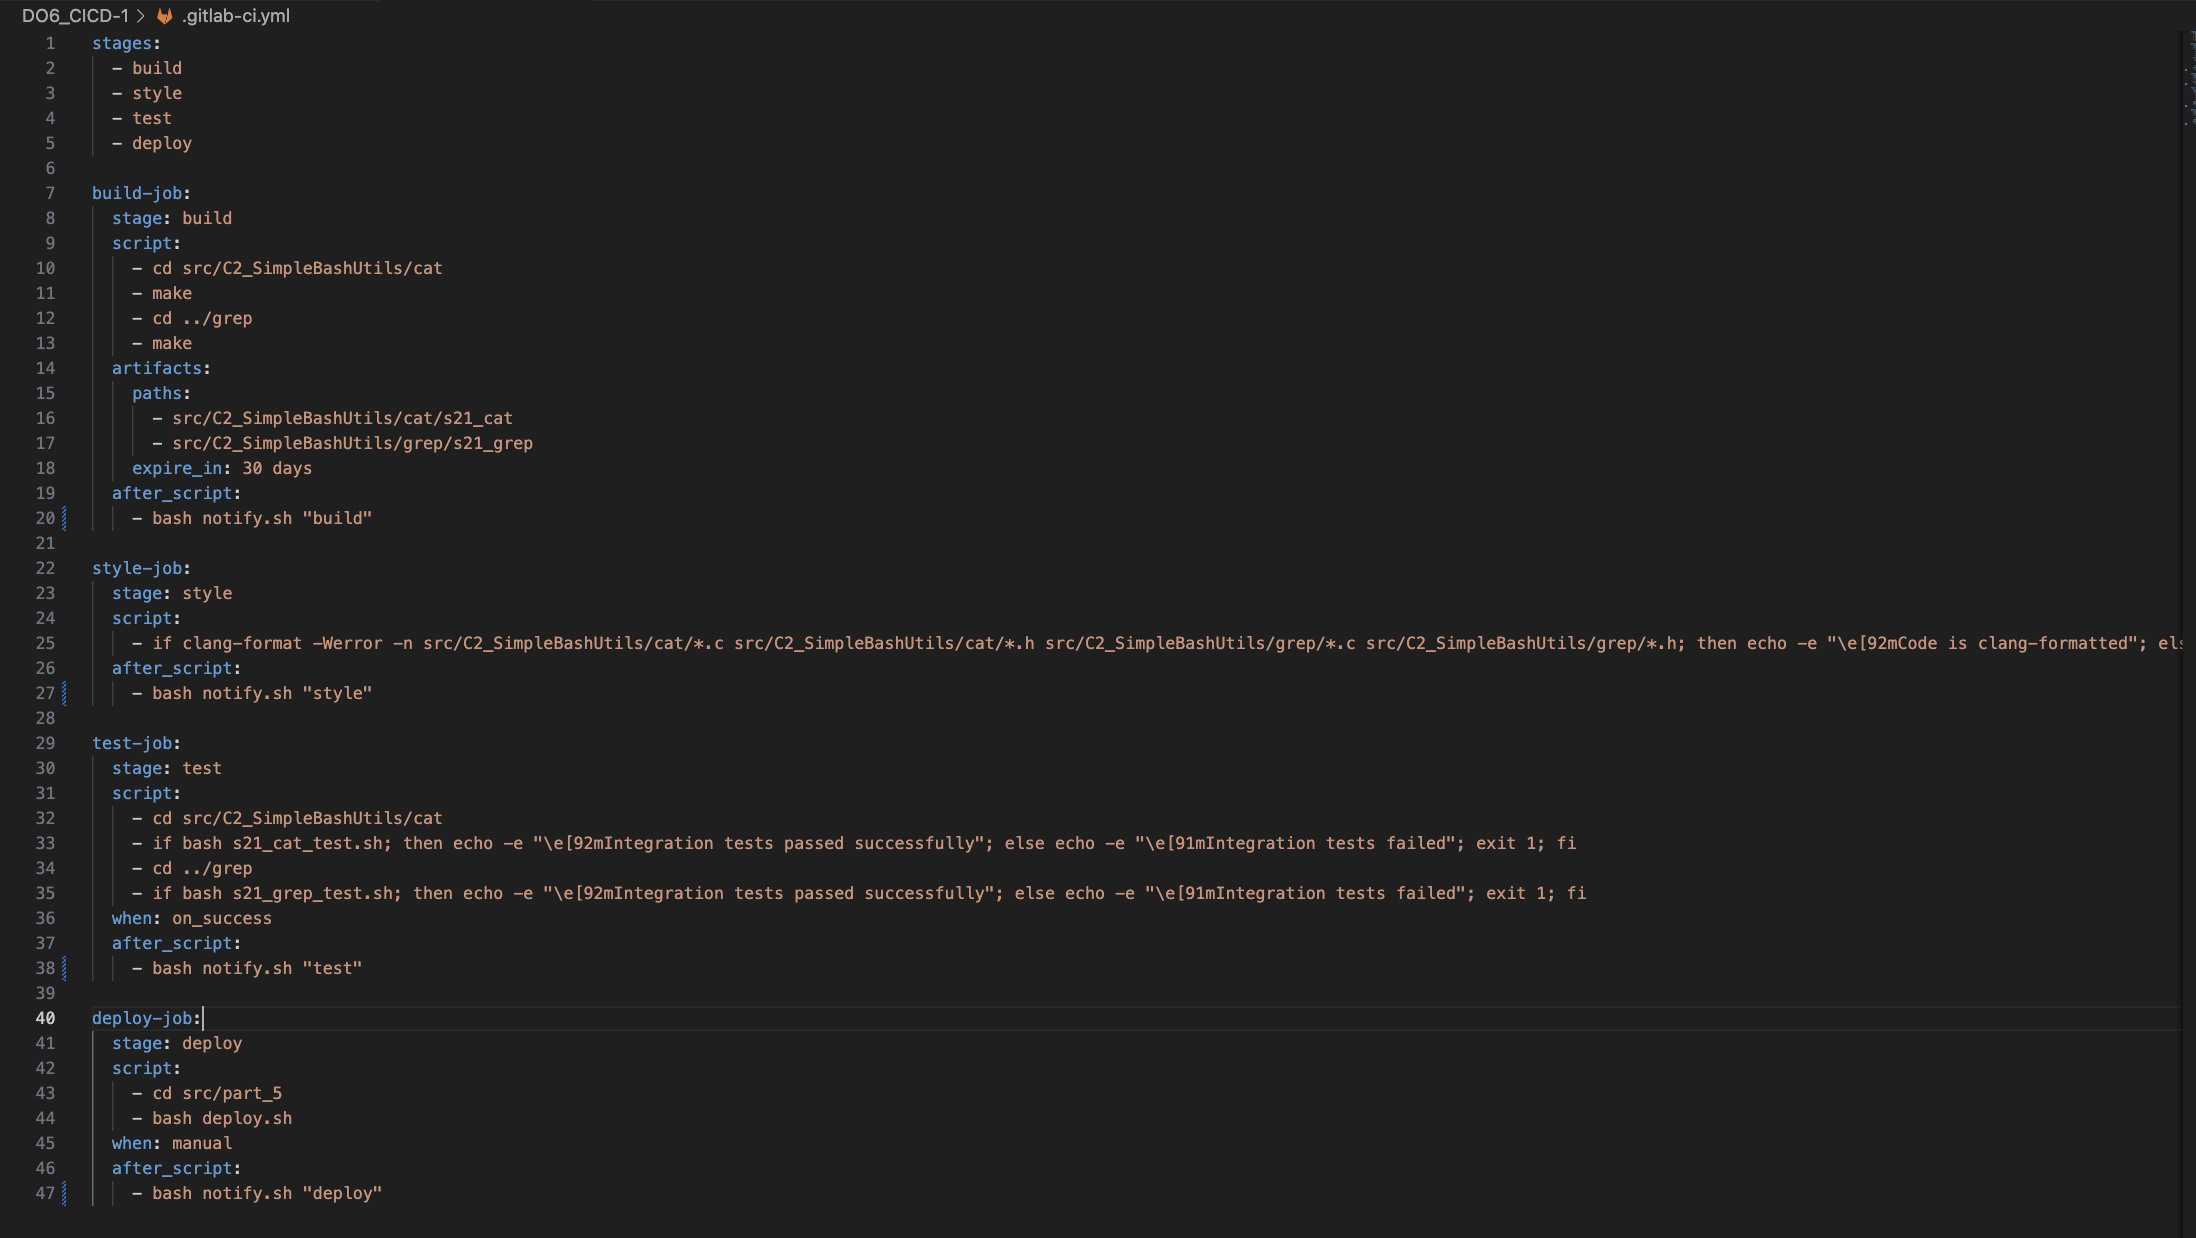 DO6_CICD-1 > .gitlab-ci.yml
1 stages:
2   - build
3   - style
4   - test
5   - deploy
6
7 build-job:
8   stage: build
9   script:
10     - cd src/C2_SimpleBashUtils/cat
11     - make
12     - cd ../grep
13     - make
14   artifacts:
15     paths:
16       - src/C2_SimpleBashUtils/cat/s21_cat
17       - src/C2_SimpleBashUtils/grep/s21_grep
18     expire_in: 30 days
19   after_script:
20     - bash notify.sh "build"
21
22 style-job:
23   stage: style
24   script:
25     - if clang-format -Werror -n src/C2_SimpleBashUtils/cat/*.c src/C2_SimpleBashUtils/cat/*.h src/C2_SimpleBashUtils/grep/*.c src/C2_SimpleBashUtils/grep/*.h; then echo -e "\e[92mCode is clang-formatted"; els
26   after_script:
27     - bash notify.sh "style"
28
29 test-job:
30   stage: test
31   script:
32     - cd src/C2_SimpleBashUtils/cat
33     - if bash s21_cat_test.sh; then echo -e "\e[92mIntegration tests passed successfully"; else echo -e "\e[91mIntegration tests failed"; exit 1; fi
34     - cd ../grep
35     - if bash s21_grep_test.sh; then echo -e "\e[92mIntegration tests passed successfully"; else echo -e "\e[91mIntegration tests failed"; exit 1; fi
36   when: on_success
37   after_script:
38     - bash notify.sh "test"
39
40 deploy-job:
41   stage: deploy
42   script:
43     - cd src/part_5
44     - bash deploy.sh
45   when: manual
46   after_script:
47     - bash notify.sh "deploy"